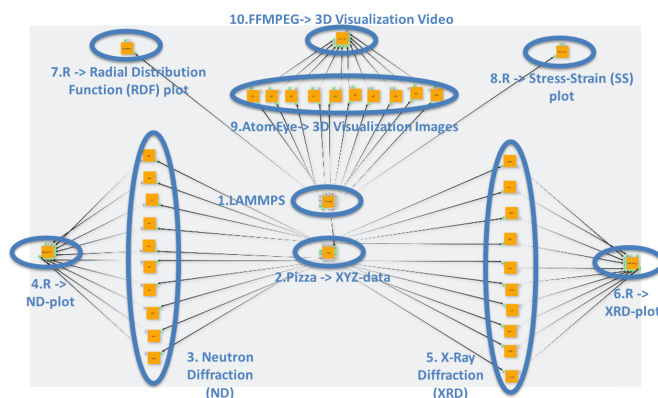 10.FFMPEG-> 3D Visualization Video
7.R -> Radial Distribution
Function (RDF) plot
8.R -> Stress-Strain (SS)
plot
9.AtomEye-> 3D Visualization Images
1.LAMMPS
2.Pizza -> XYZ-data
4.R ->
ND-plot
6.R ->
XRD-plot
3. Neutron
Diffraction
(ND)
5. X-Ray
Diffraction
(XRD)